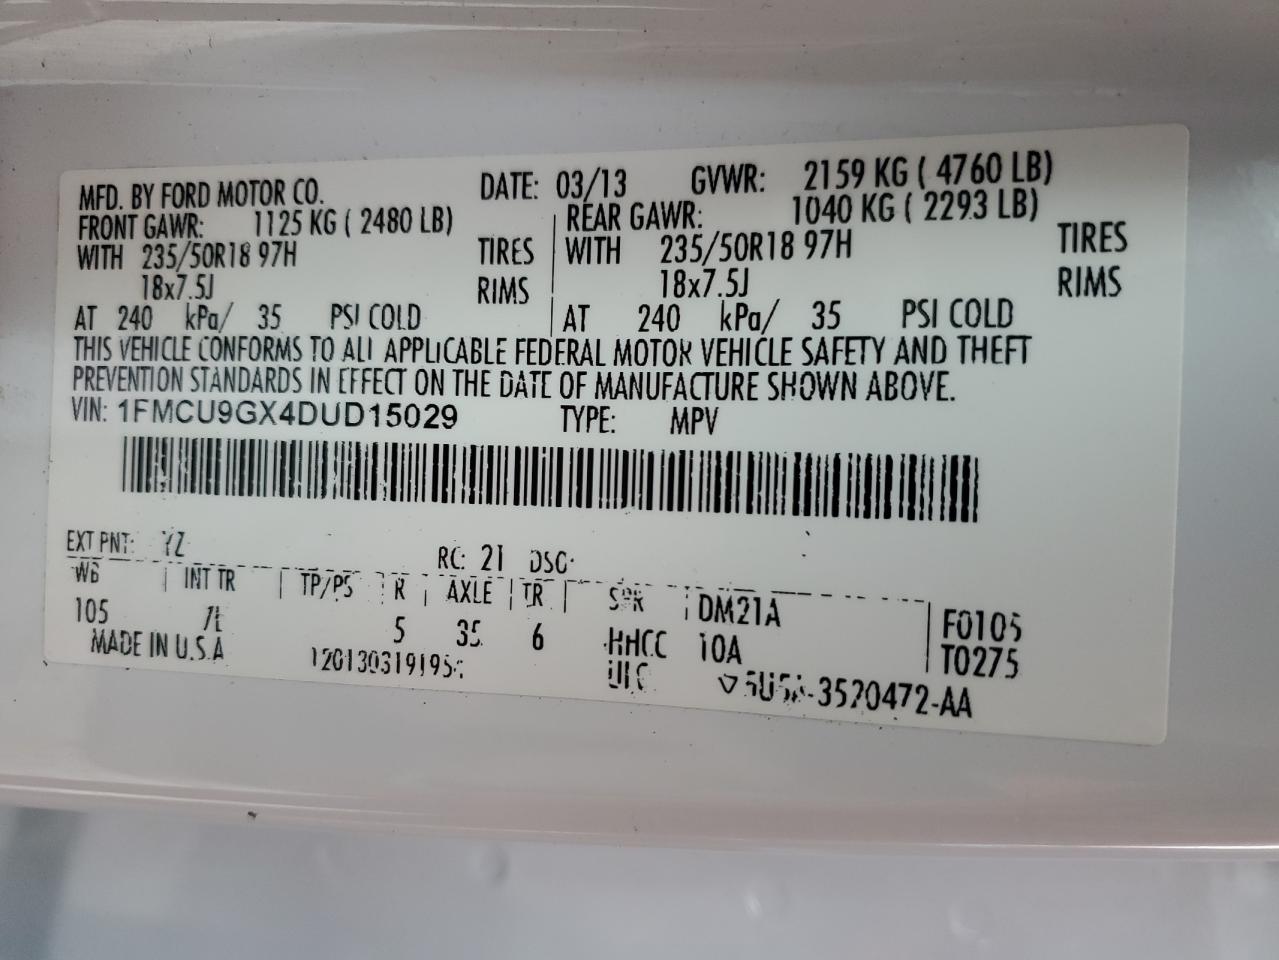 MFD. BY FORD MOTOR CO. DATE: 03/13 GVWR: 2159 KG ( 4760 LB)
FRONT GAWR: 1125 KG ( 2480 LB) REAR GAWR: 1040 KG ( 2293 LB)
WITH 235/50R18 97H TIRES WITH 235/50R18 97H TIRES
18x7.5J RIMS 18x7.5J RIMS
AT 240 kPa/ 35 PSI COLD AT 240 kPa/ 35 PSI COLD
THIS VEHICLE CONFORMS TO ALL APPLICABLE FEDERAL MOTOR VEHICLE SAFETY AND THEFT
PREVENTION STANDARDS IN EFFECT ON THE DATE OF MANUFACTURE SHOWN ABOVE.
VIN: 1FMCU9GX4DUD15029 TYPE: MPV
EXT PNT: YZ RC: 21 DSO:
WB INT TR TP/PS R AXLE TR SPR DM21A F0105
105 5 35 6 10A T0275
MADE IN U.S.A -3520472-AA